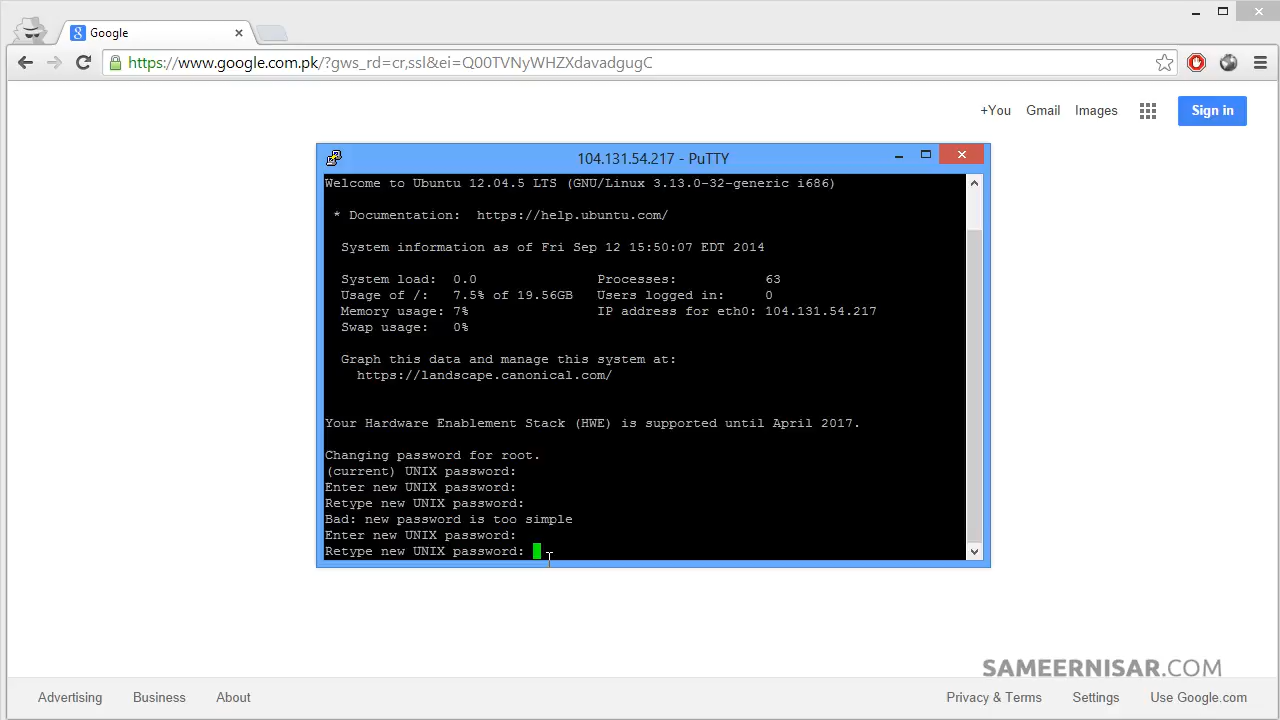 Google
https://www.google.com.pk/?gws_rd=cr,ssl&ei=Q00TVNyWHZXdavadgugC
+You Gmail Images Sign in
104.131.54.217 - PuTTY
Welcome to Ubuntu 12.04.5 LTS (GNU/Linux 3.13.0-32-generic i686)
* Documentation: https://help.ubuntu.com/
System information as of Fri Sep 12 15:50:07 EDT 2014
System load: 0.0 Processes: 63
Usage of /: 7.5% of 19.56GB Users logged in: 0
Memory usage: 7% IP address for eth0: 104.131.54.217
Swap usage: 0%
Graph this data and manage this system at:
https://landscape.canonical.com/
Your Hardware Enablement Stack (HWE) is supported until April 2017.
Changing password for root.
(current) UNIX password:
Enter new UNIX password:
Retype new UNIX password:
Bad: new password is too simple
Enter new UNIX password:
Retype new UNIX password:
SAMEERNISAR.COM
Advertising Business About Privacy & Terms Settings Use Google.com